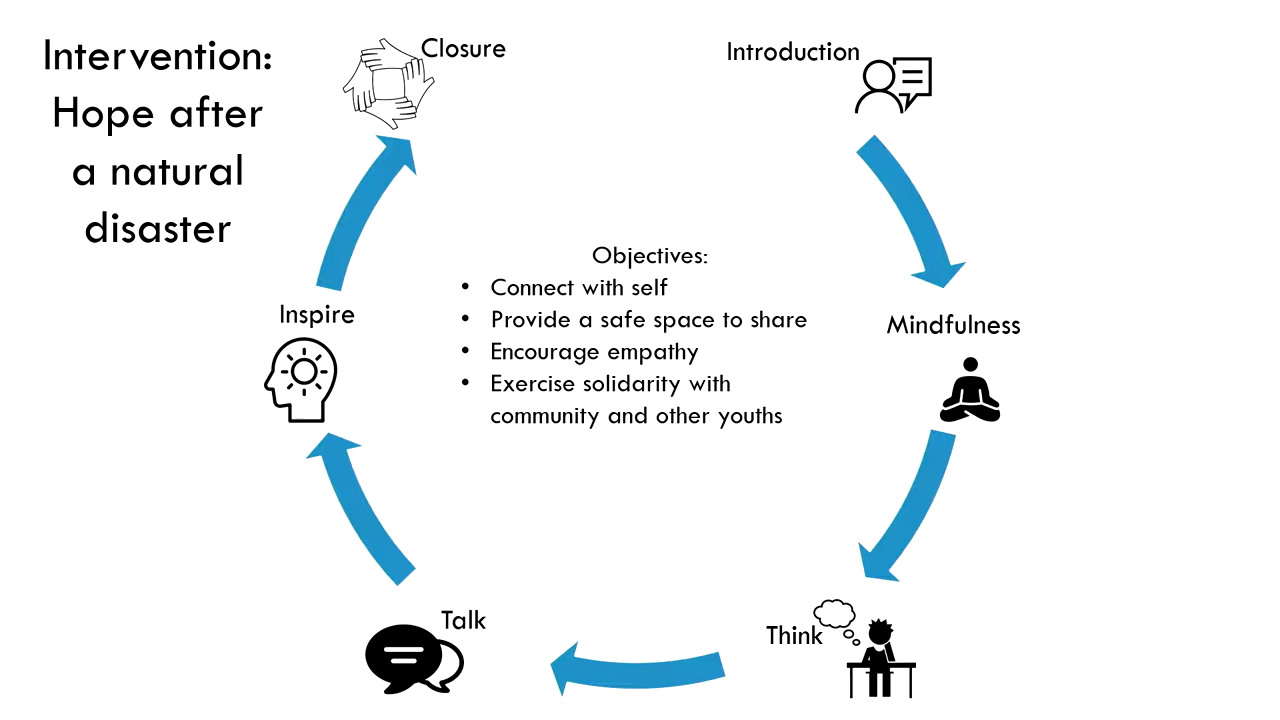 Intervention:
Hope after
a natural
disaster
Closure
Introduction
Objectives:
• Connect with self
• Provide a safe space to share
• Encourage empathy
• Exercise solidarity with
community and other youths
Inspire
Mindfulness
Talk
Think